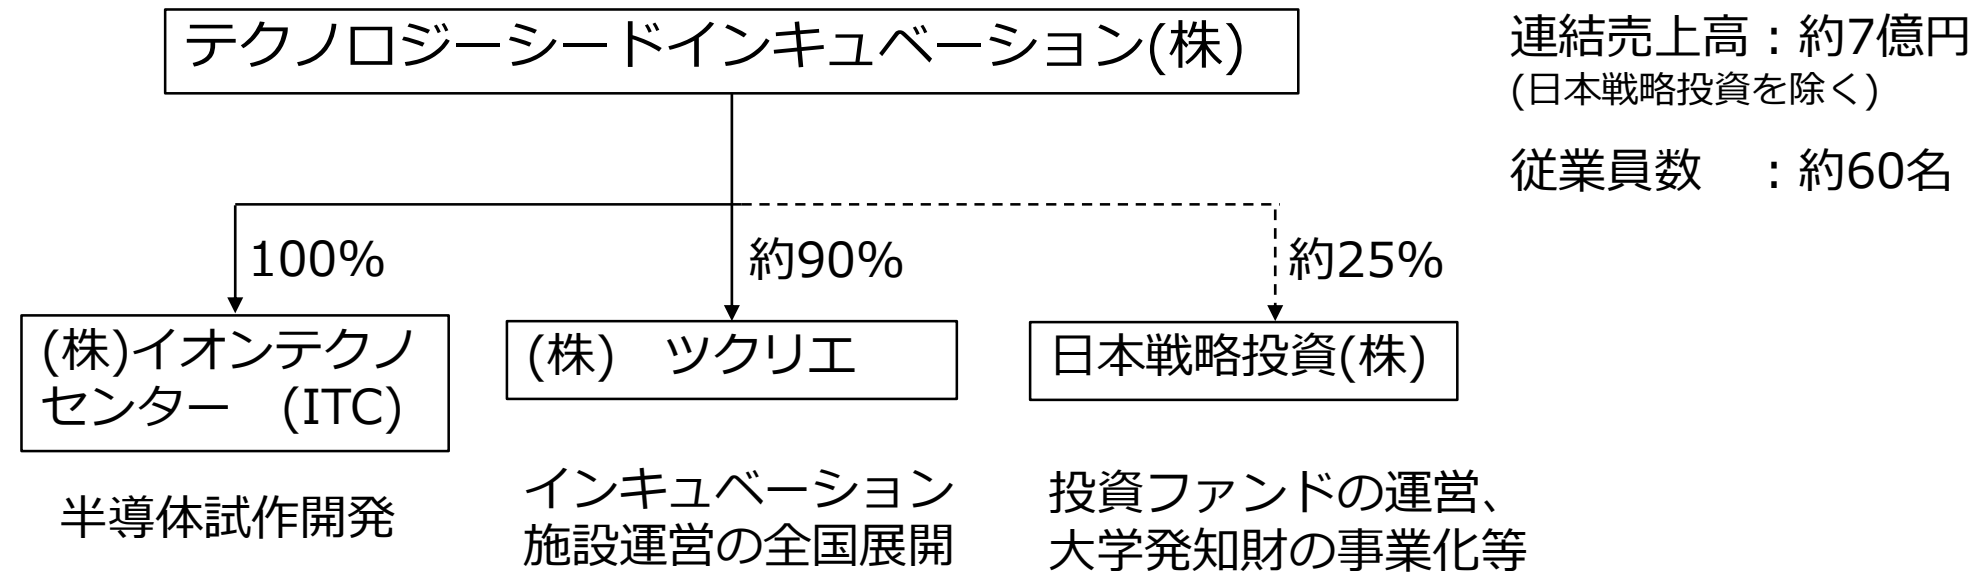 テクノロジーシードインキュベーション(株)
連結売上高：約7億円
(日本戦略投資を除く)
従業員数　：約60名
100%
約90%
約25%
(株)イオンテクノ
センター　(ITC)
(株)　ツクリエ
日本戦略投資(株)
半導体試作開発
インキュベーション
施設運営の全国展開
投資ファンドの運営、
大学発知財の事業化等